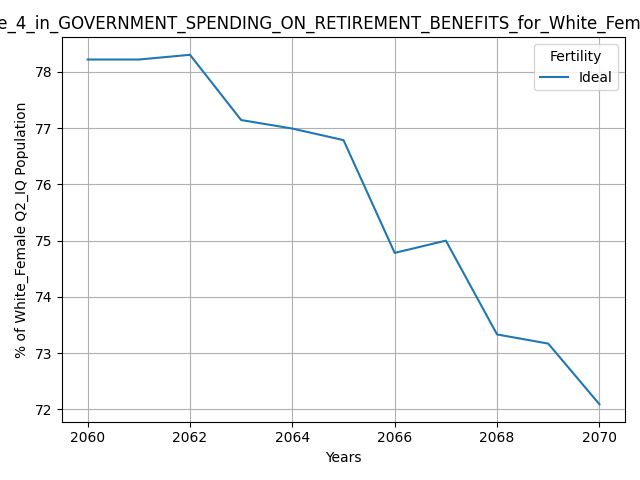 e_4_in_GOVERNMENT_SPENDING_ON_RETIREMENT_BENEFITS_for_White_Fem
Fertility
Ideal
% of White_Female Q2_IQ Population
78
77
76
75
74
73
72
2060 2062 2064 2066 2068 2070
Years